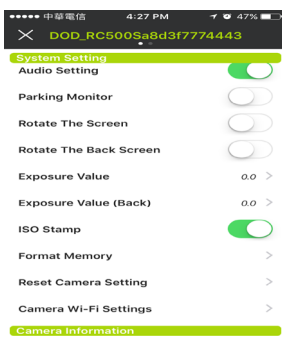 中華電信 4:27 PM 47%
DOD_RC500Sa8d3f7774443
System Setting
Audio Setting
Parking Monitor
Rotate The Screen
Rotate The Back Screen
Exposure Value 0.0
Exposure Value (Back) 0.0
ISO Stamp
Format Memory
Reset Camera Setting
Camera Wi-Fi Settings
Camera Information